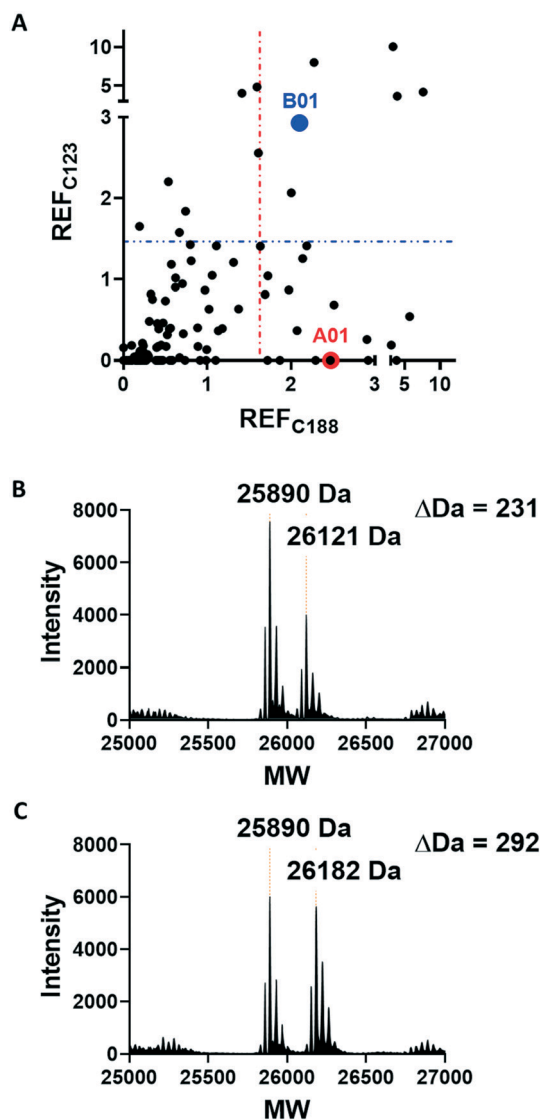 A
REF_C123
10
5
3
2
1
0
B01
A01
0 1 2 3 5 10
REF_C188
B
25890 Da
ΔDa = 231
26121 Da
Intensity
8000
6000
4000
2000
0
25000 25500 26000 26500 27000
MW
C
25890 Da
ΔDa = 292
26182 Da
Intensity
8000
6000
4000
2000
0
25000 25500 26000 26500 27000
MW